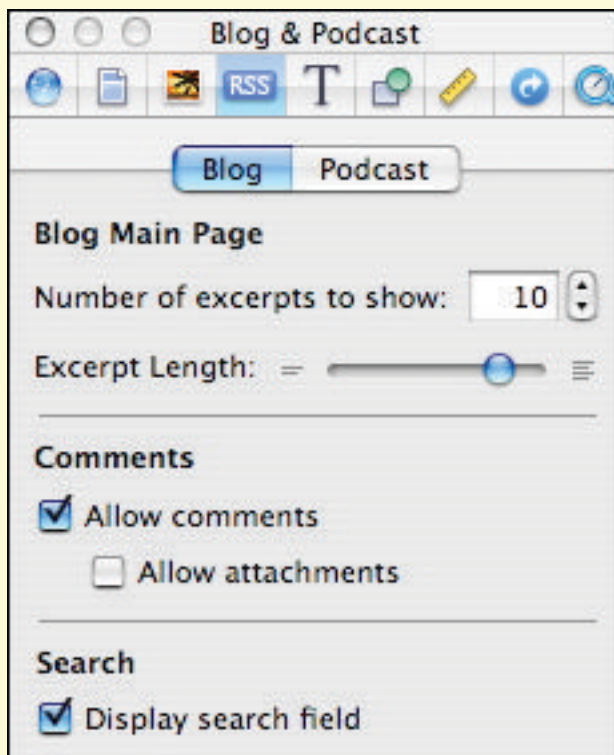 Blog & Podcast
RSS T
Blog Podcast
Blog Main Page
Number of excerpts to show: 10
Excerpt Length:
Comments
Allow comments
Allow attachments
Search
Display search field